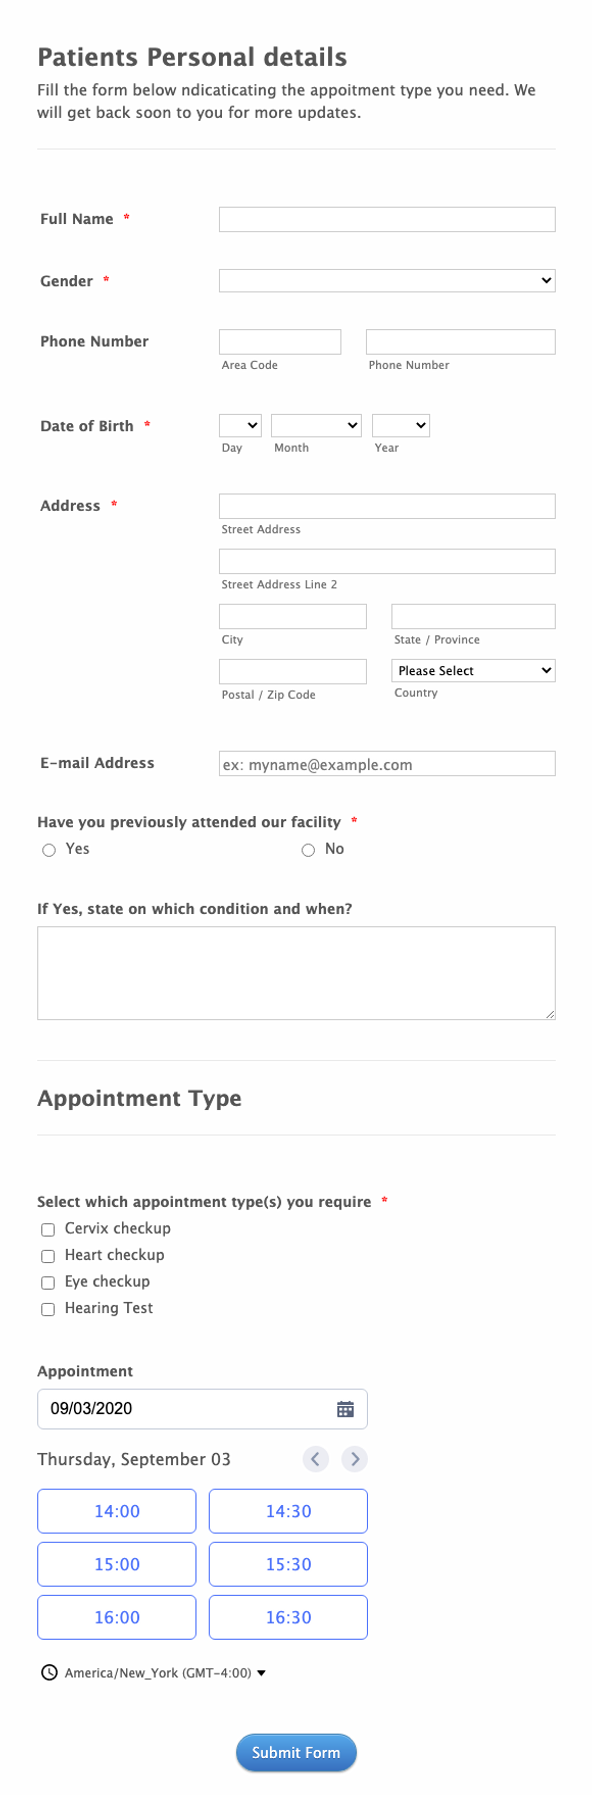 Patients Personal details
Fill the form below ndicaticating the appoitment type you need. We
will get back soon to you for more updates.
Full Name *
Gender *
Phone Number
Area Code Phone Number
Date of Birth *
Day Month Year
Address *
Street Address
Street Address Line 2
City State / Province
Please Select
Postal / Zip Code Country
E-mail Address ex: myname@example.com
Have you previously attended our facility *
Yes No
If Yes, state on which condition and when?
Appointment Type
Select which appointment type(s) you require *
Cervix checkup
Heart checkup
Eye checkup
Hearing Test
Appointment
09/03/2020
Thursday, September 03
14:00 14:30
15:00 15:30
16:00 16:30
America/New_York (GMT-4:00)
Submit Form